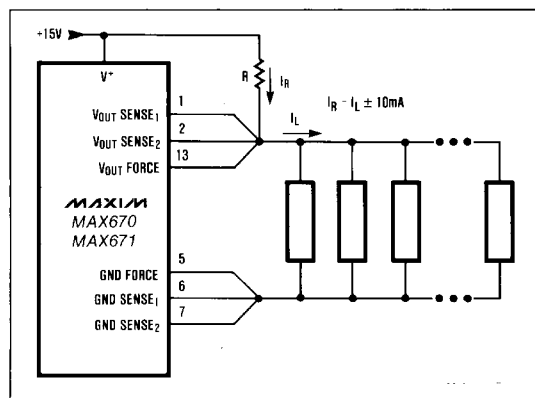 +15V
V+
R
IR
IR - IL ± 10mA
IL
VOUT SENSE1 1
VOUT SENSE2 2
VOUT FORCE 13
MAXIM
MAX670
MAX671
GND FORCE 5
GND SENSE1 6
GND SENSE2 7